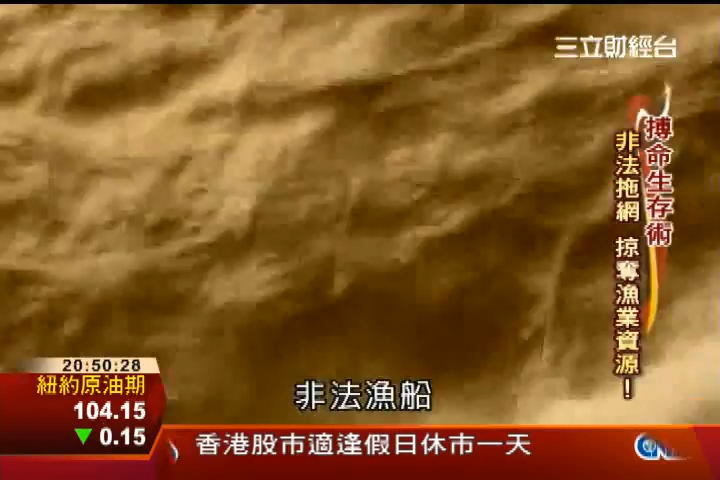 三立財經台
搏命生存術
非法拖網 掠奪漁業資源！
20:50:28
紐約原油期
104.15
▼0.15
非法漁船
香港股市適逢假日休市一天